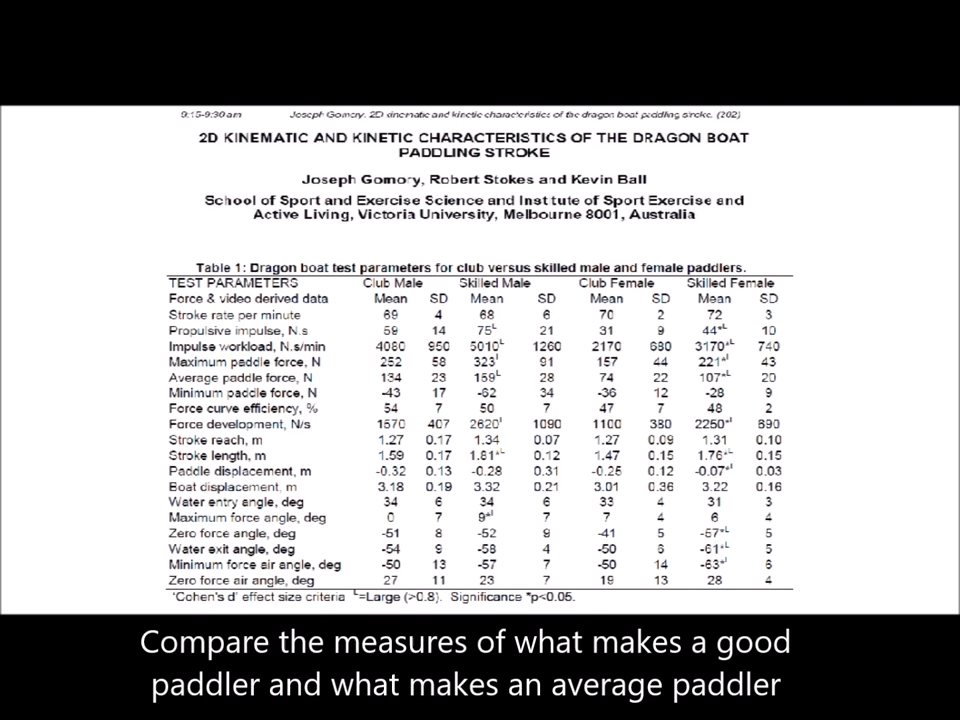 9:15-9:30 am Joseph Gomory, 2D kinematic and kinetic characteristics of the dragon boat paddling stroke. (202)
2D KINEMATIC AND KINETIC CHARACTERISTICS OF THE DRAGON BOAT
PADDLING STROKE
Joseph Gomory, Robert Stokes and Kevin Ball
School of Sport and Exercise Science and Institute of Sport Exercise and
Active Living, Victoria University, Melbourne 8001, Australia
Table 1: Dragon boat test parameters for club versus skilled male and female paddlers.
TEST PARAMETERS Club Male Skilled Male Club Female Skilled Female
Force & video derived data Mean SD Mean SD Mean SD Mean SD
Stroke rate per minute 69 4 68 6 70 2 72 3
Propulsive impulse, N.s 59 14 75ᴸ 21 31 9 44*ᴸ 10
Impulse workload, N.s/min 4080 950 5010ᴸ 1260 2170 680 3170*ᴸ 740
Maximum paddle force, N 252 58 323ᴸ 91 157 44 221*ᴸ 43
Average paddle force, N 134 23 159ᴸ 28 74 22 107*ᴸ 20
Minimum paddle force, N -43 17 -62 34 -36 12 -28 9
Force curve efficiency, % 54 7 50 7 47 7 48 2
Force development, N/s 1570 407 2620ᴸ 1090 1100 380 2250*ᴸ 890
Stroke reach, m 1.27 0.17 1.34 0.07 1.27 0.09 1.31 0.10
Stroke length, m 1.59 0.17 1.81*ᴸ 0.12 1.47 0.15 1.76*ᴸ 0.15
Paddle displacement, m -0.32 0.13 -0.28 0.31 -0.25 0.12 -0.07*ᴸ 0.03
Boat displacement, m 3.18 0.19 3.32 0.21 3.01 0.36 3.22 0.16
Water entry angle, deg 34 6 34 6 33 4 31 3
Maximum force angle, deg 0 7 9*ᴸ 7 7 4 6 4
Zero force angle, deg -51 8 -52 9 -41 5 -57*ᴸ 5
Water exit angle, deg -54 9 -58 4 -50 6 -61*ᴸ 5
Minimum force air angle, deg -50 13 -57 7 -50 14 -63*ᴸ 6
Zero force air angle, deg 27 11 23 7 19 13 28 4
'Cohen's d' effect size criteria ᴸ=Large (>0.8). Significance *p<0.05.
Compare the measures of what makes a good
paddler and what makes an average paddler